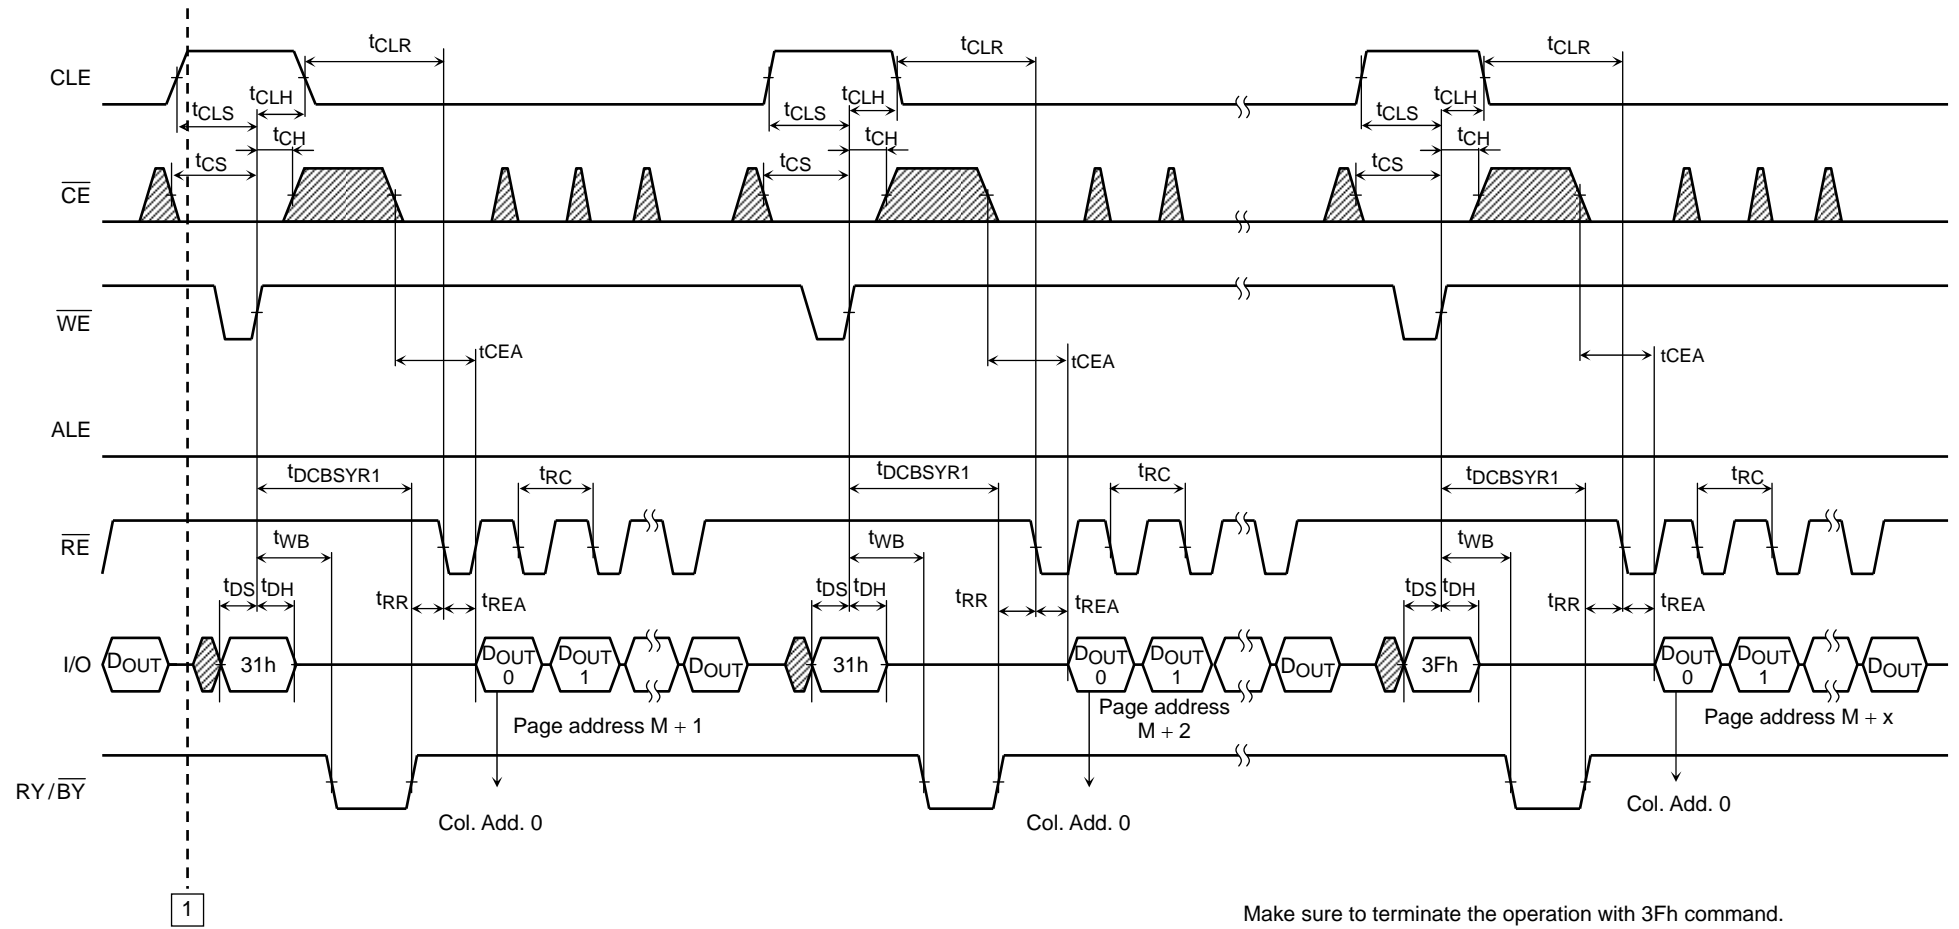 tCLR tCLR tCLR
CLE
tCLH tCLH tCLH
tCLS tCLS tCLS
tCH tCH tCH
tCS tCS tCS
CE
WE
tCEA tCEA tCEA
ALE
tDCBSYR1 tDCBSYR1 tDCBSYR1
tRC tRC tRC
RE
tWB tWB tWB
tDS tDH tDS tDH tDS tDH
tRR tREA tRR tREA tRR tREA
I/O DOUT 31h DOUT 0 DOUT 1 DOUT 31h DOUT 0 DOUT 1 DOUT 3Fh DOUT 0 DOUT 1 DOUT
Page address M + 1
Page address
M + 2
Page address M + x
RY/BY
Col. Add. 0 Col. Add. 0 Col. Add. 0
1
Make sure to terminate the operation with 3Fh command.